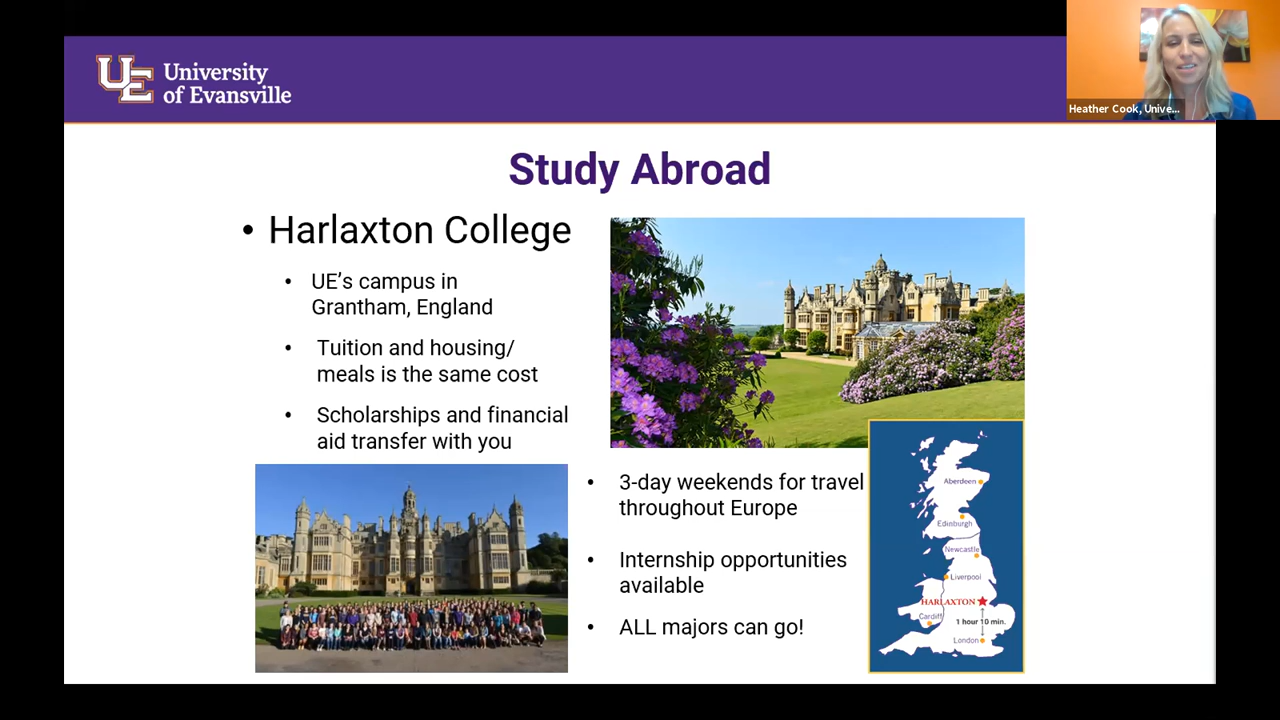 UE University
of Evansville
Heather Cook, Unive...
Study Abroad
• Harlaxton College
• UE’s campus in
Grantham, England
• Tuition and housing/
meals is the same cost
• Scholarships and financial
aid transfer with you
• 3-day weekends for travel
throughout Europe
• Internship opportunities
available
• ALL majors can go!
Aberdeen
Edinburgh
Newcastle
Liverpool
HARLAXTON
Cardiff
1 hour 10 min.
London